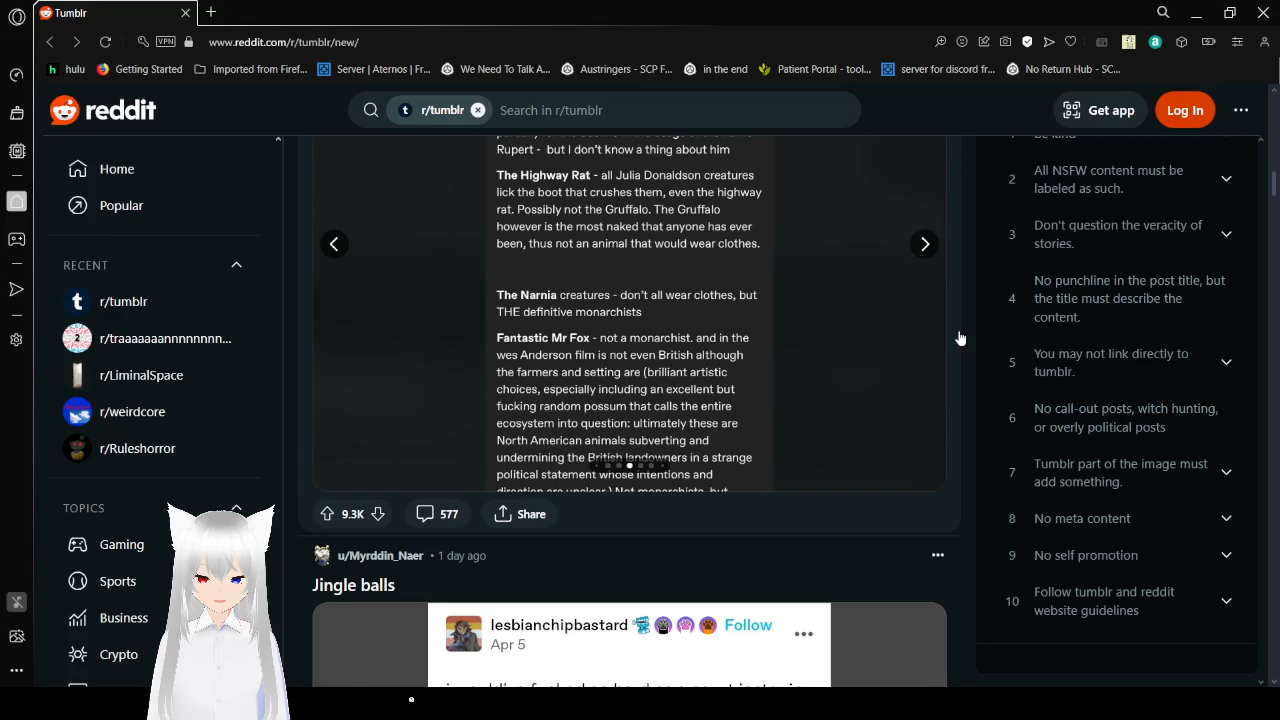 Tumblr
VPN
www.reddit.com/r/tumblr/new/
hulu
Getting Started
Imported from Firef...
Server | Aternos | Fr...
We Need To Talk A...
Austringers - SCP F...
in the end
Patient Portal - tool...
server for discord fr...
No Return Hub - SC...
reddit
r/tumblr
Search in r/tumblr
Get app
Log In
Home
Popular
RECENT
r/tumblr
r/traaaaaaannnnnnnn...
r/LiminalSpace
r/weirdcore
r/Ruleshorror
TOPICS
Gaming
Sports
Business
Crypto
Rupert - but I don't know a thing about him
The Highway Rat - all Julia Donaldson creatures
lick the boot that crushes them, even the highway
rat. Possibly not the Gruffalo. The Gruffalo
however is the most naked that anyone has ever
been, thus not an animal that would wear clothes.
The Narnia creatures - don't all wear clothes, but
THE definitive monarchists
Fantastic Mr Fox - not a monarchist. and in the
wes Anderson film is not even British although
the farmers and setting are (brilliant artistic
choices, especially including an excellent but
fucking random possum that calls the entire
ecosystem into question: ultimately these are
North American animals subverting and
undermining the British landowners in a strange
political statement whose intentions and
direction are unclear.) Not monarchists, but
9.3K
577
Share
u/Myrddin_Naer • 1 day ago
Jingle balls
lesbianchipbastard
Follow
Apr 5
be kind
2 All NSFW content must be
labeled as such.
3 Don't question the veracity of
stories.
4 No punchline in the post title, but
the title must describe the
content.
5 You may not link directly to
tumblr.
6 No call-out posts, witch hunting,
or overly political posts
7 Tumblr part of the image must
add something.
8 No meta content
9 No self promotion
10 Follow tumblr and reddit
website guidelines